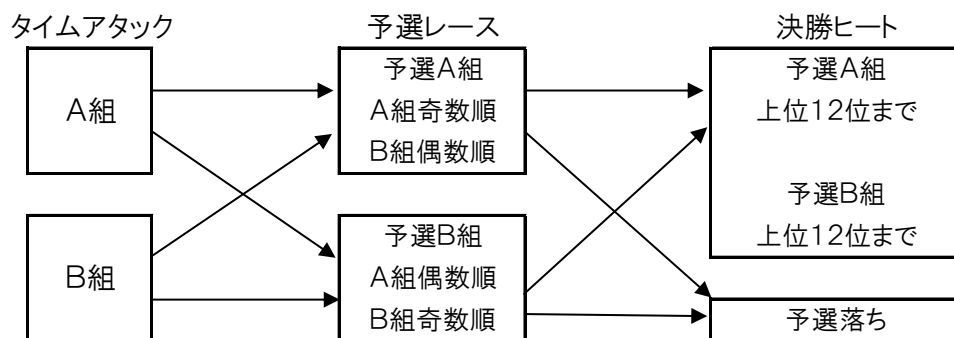 タイムアタック
予選レース
決勝ヒート
A組
予選A組
A組奇数順
B組偶数順
予選A組
上位12位まで
予選B組
上位12位まで
B組
予選B組
A組偶数順
B組奇数順
予選落ち